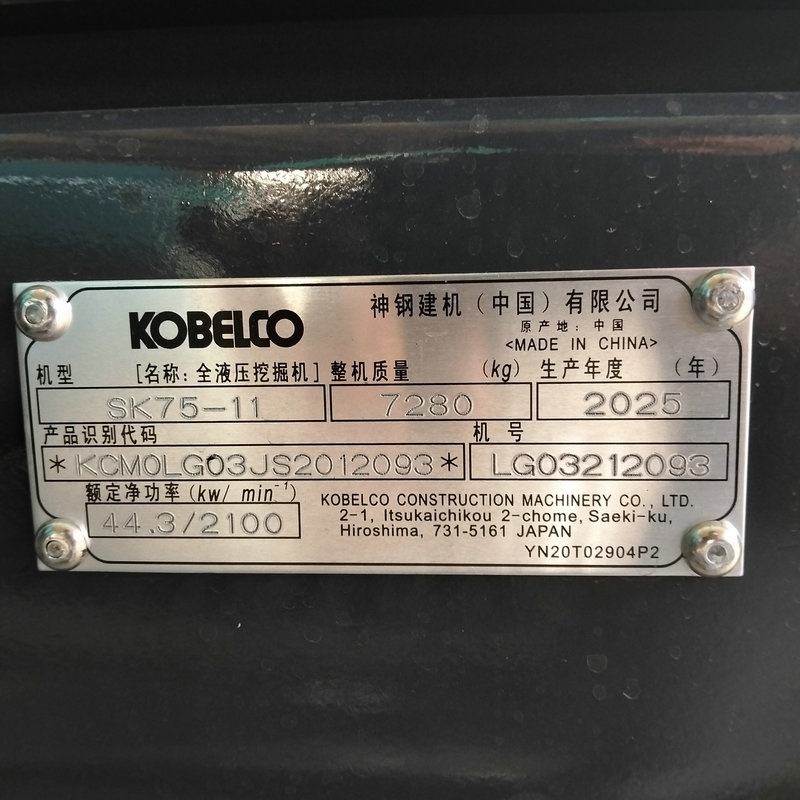 KOBELCO
神钢建机（中国）有限公司
原产地：中国
<MADE IN CHINA>
机型 [名称：全液压挖掘机] 整机质量 (kg) 生产年度 (年)
SK75-11 7280 2025
产品识别代码 机号
*KCM0LG03JS2012093* LG03212093
额定净功率 (kw/ min⁻¹)
44.3/2100
KOBELCO CONSTRUCTION MACHINERY CO., LTD.
2-1, Itsukaichikou 2-chome, Saeki-ku,
Hiroshima, 731-5161 JAPAN
YN20T02904P2